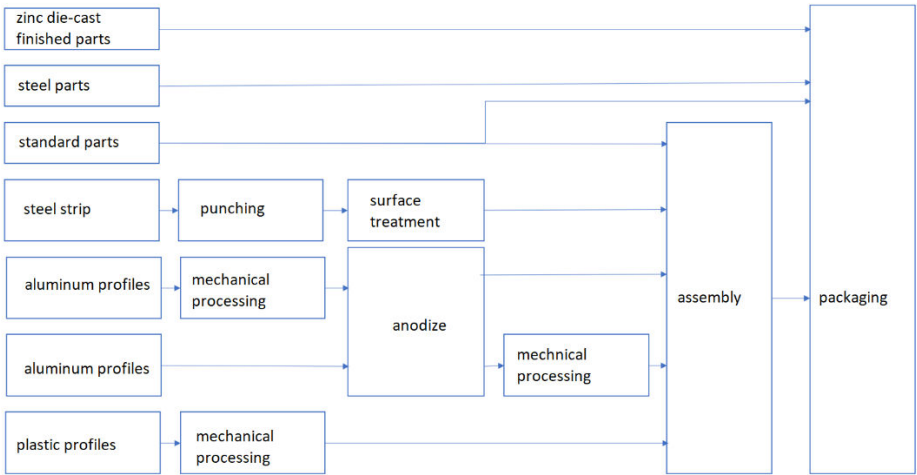 zinc die-cast
finished parts
steel parts
standard parts
steel strip
punching
surface
treatment
aluminum profiles
mechanical
processing
anodize
assembly
packaging
aluminum profiles
mechnical
processing
plastic profiles
mechanical
processing